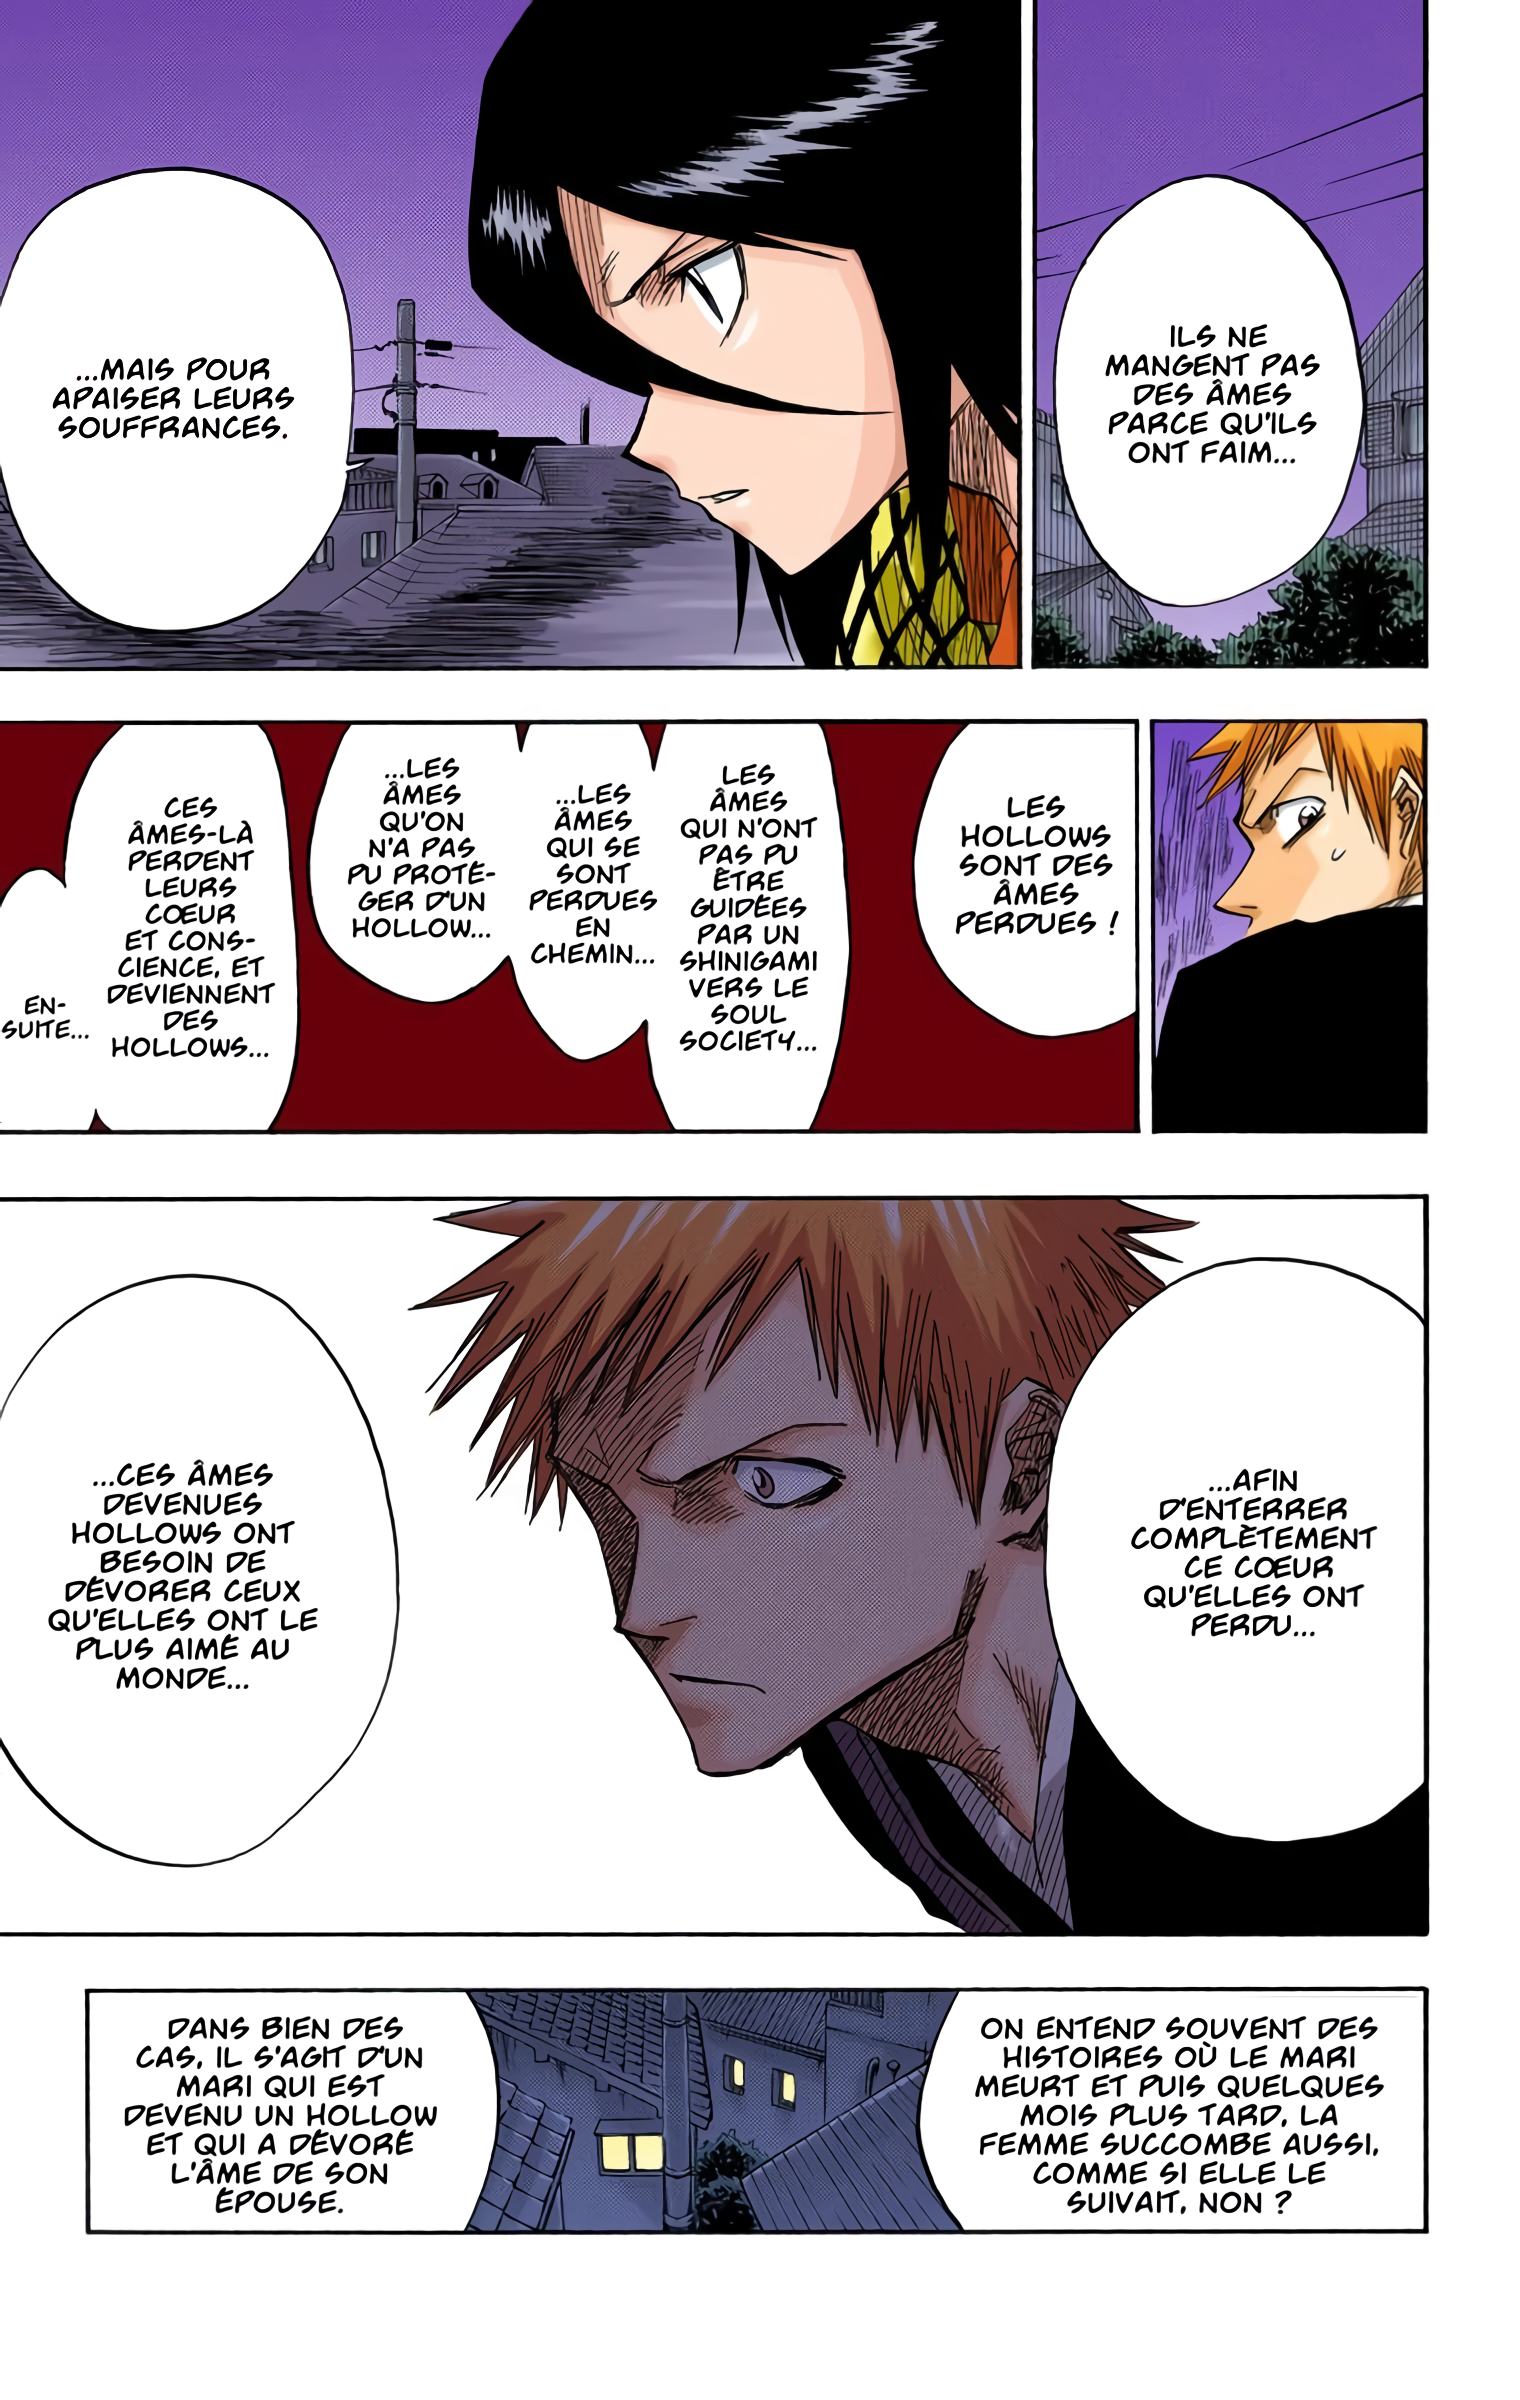 ILS NE
MANGENT PAS
DES ÂMES
PARCE QU'ILS
ONT FAIM...
...MAIS POUR
APAISER LEURS
SOUFFRANCES.
LES
HOLLOWS
SONT DES
ÂMES
PERDUES !
LES
ÂMES
QUI N'ONT
PAS PU
ÊTRE
GUIDÉES
PAR UN
SHINIGAMI
VERS LE
SOUL
SOCIETY...
...LES
ÂMES
QUI SE
SONT
PERDUES
EN
CHEMIN...
...LES
ÂMES
QU'ON
N'A PAS
PU PROTÉ-
GER D'UN
HOLLOW...
CES
ÂMES-LÀ
PERDENT
LEURS
CŒUR
ET CONS-
CIENCE, ET
DEVIENNENT
DES
HOLLOWS...
EN-
SUITE...
...AFIN
D'ENTERRER
COMPLÈTEMENT
CE CŒUR
QU'ELLES ONT
PERDU...
...CES ÂMES
DEVENUES
HOLLOWS ONT
BESOIN DE
DÉVORER CEUX
QU'ELLES ONT LE
PLUS AIMÉ AU
MONDE...
ON ENTEND SOUVENT DES
HISTOIRES OÙ LE MARI
MEURT ET PUIS QUELQUES
MOIS PLUS TARD, LA
FEMME SUCCOMBE AUSSI,
COMME SI ELLE LE
SUIVAIT, NON ?
DANS BIEN DES
CAS, IL S'AGIT D'UN
MARI QUI EST
DEVENU UN HOLLOW
ET QUI A DÉVORÉ
L'ÂME DE SON
ÉPOUSE.